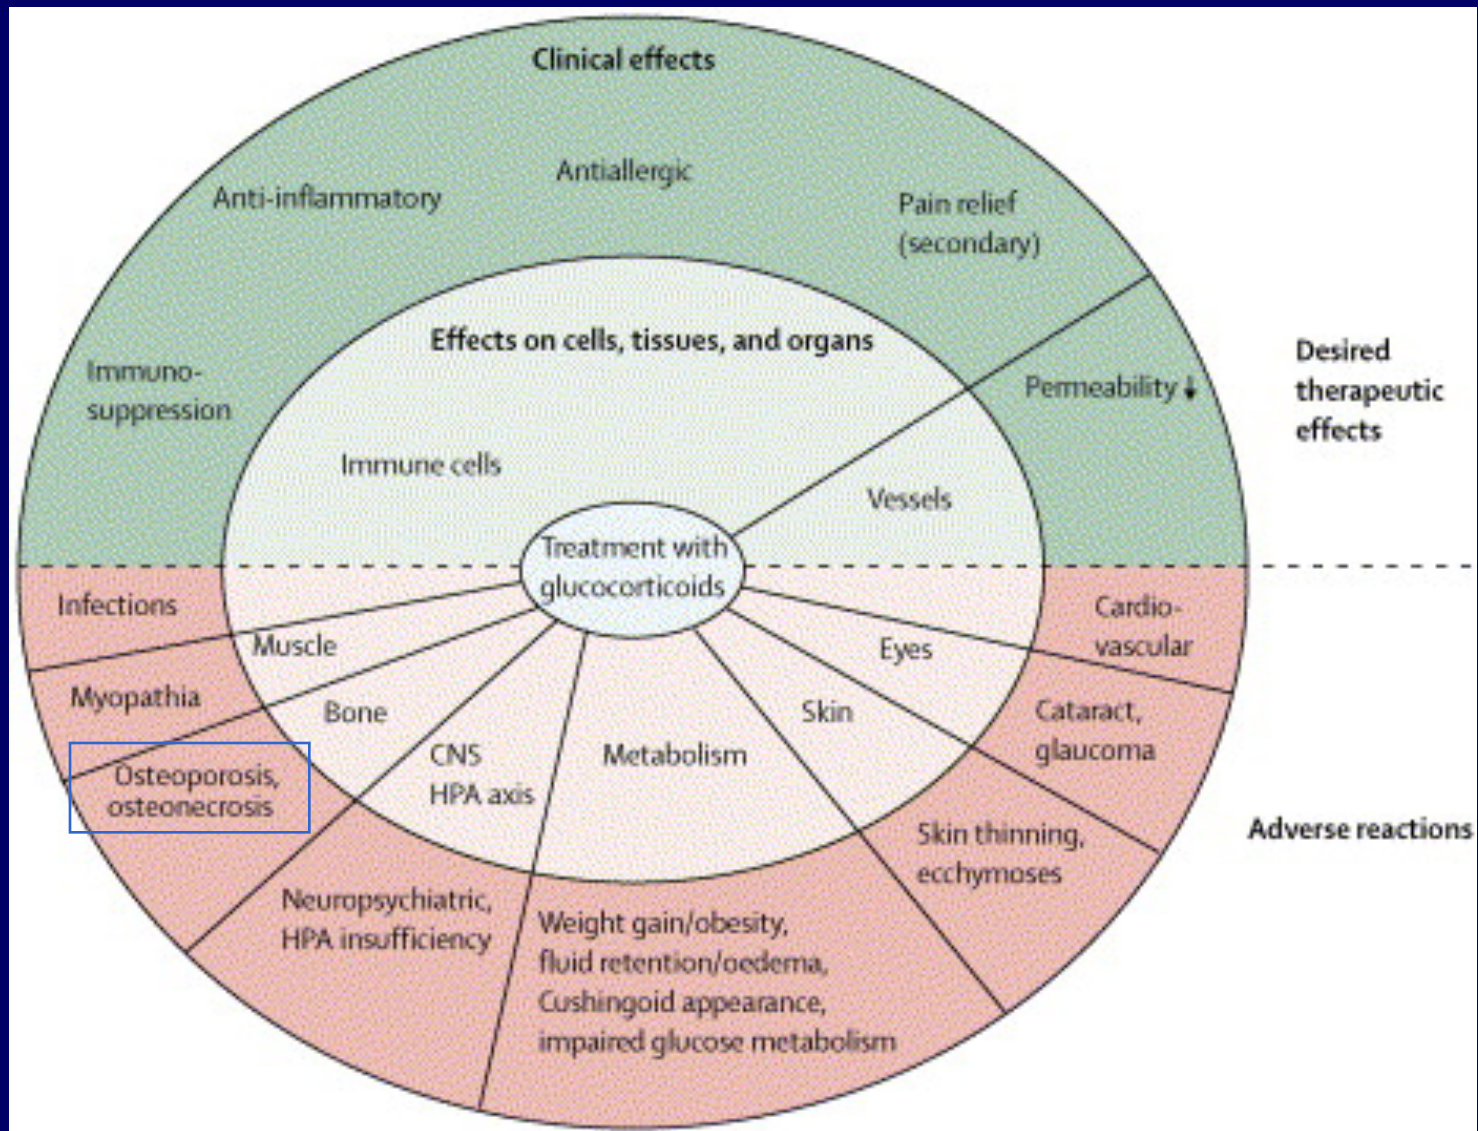 Clinical effects
Antiallergic
Anti-inflammatory
Pain relief
(secondary)
Effects on cells, tissues, and organs
Immuno-
suppression
Permeability ↓
Desired
therapeutic
effects
Immune cells
Vessels
Treatment with
glucocorticoids
Infections
Cardio-
vascular
Muscle
Eyes
Myopathia
Bone
Skin
Cataract,
glaucoma
CNS
HPA axis
Metabolism
Osteoporosis,
osteonecrosis
Adverse reactions
Skin thinning,
ecchymoses
Neuropsychiatric,
HPA insufficiency
Weight gain/obesity,
fluid retention/oedema,
Cushingoid appearance,
impaired glucose metabolism